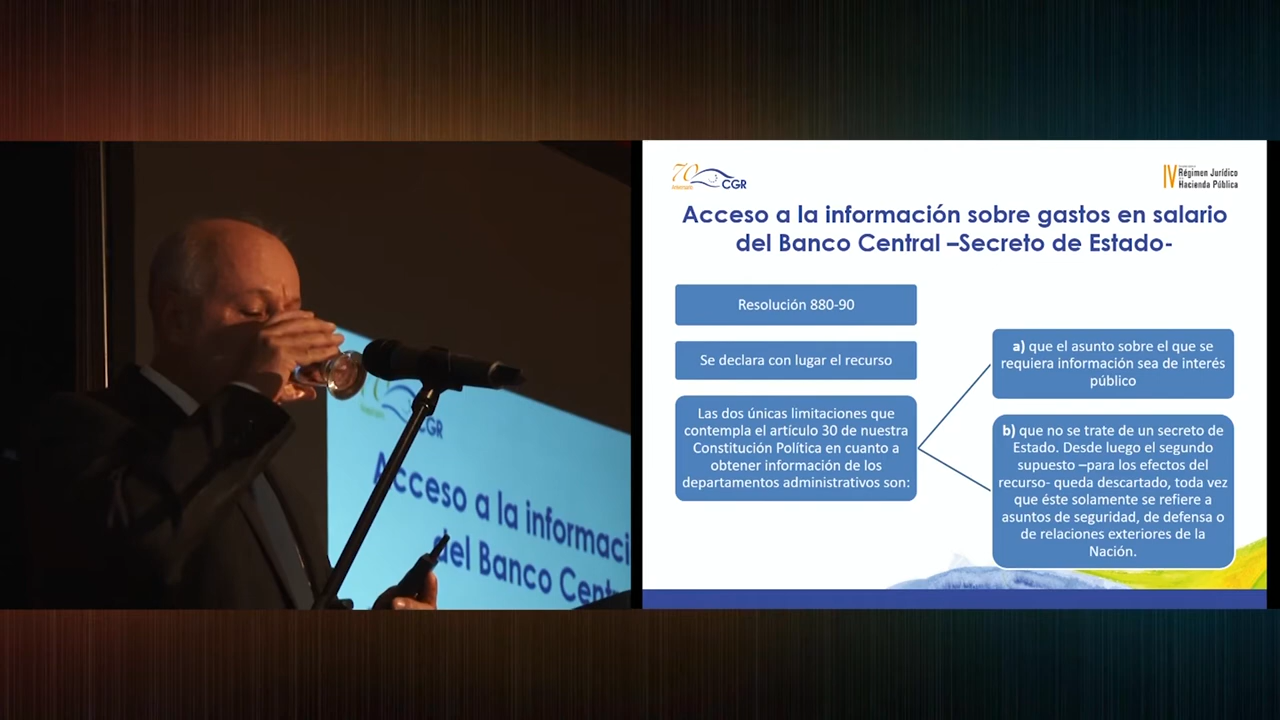 CGR
Acceso a la informaci
del Banco Cent
70
Aniversario
CGR
IV
Régimen Jurídico
Hacienda Pública
Acceso a la información sobre gastos en salario
del Banco Central –Secreto de Estado-
Resolución 880-90
Se declara con lugar el recurso
Las dos únicas limitaciones que
contempla el artículo 30 de nuestra
Constitución Política en cuanto a
obtener información de los
departamentos administrativos son:
a) que el asunto sobre el que se
requiera información sea de interés
público
b) que no se trate de un secreto de
Estado. Desde luego el segundo
supuesto –para los efectos del
recurso- queda descartado, toda vez
que éste solamente se refiere a
asuntos de seguridad, de defensa o
de relaciones exteriores de la
Nación.